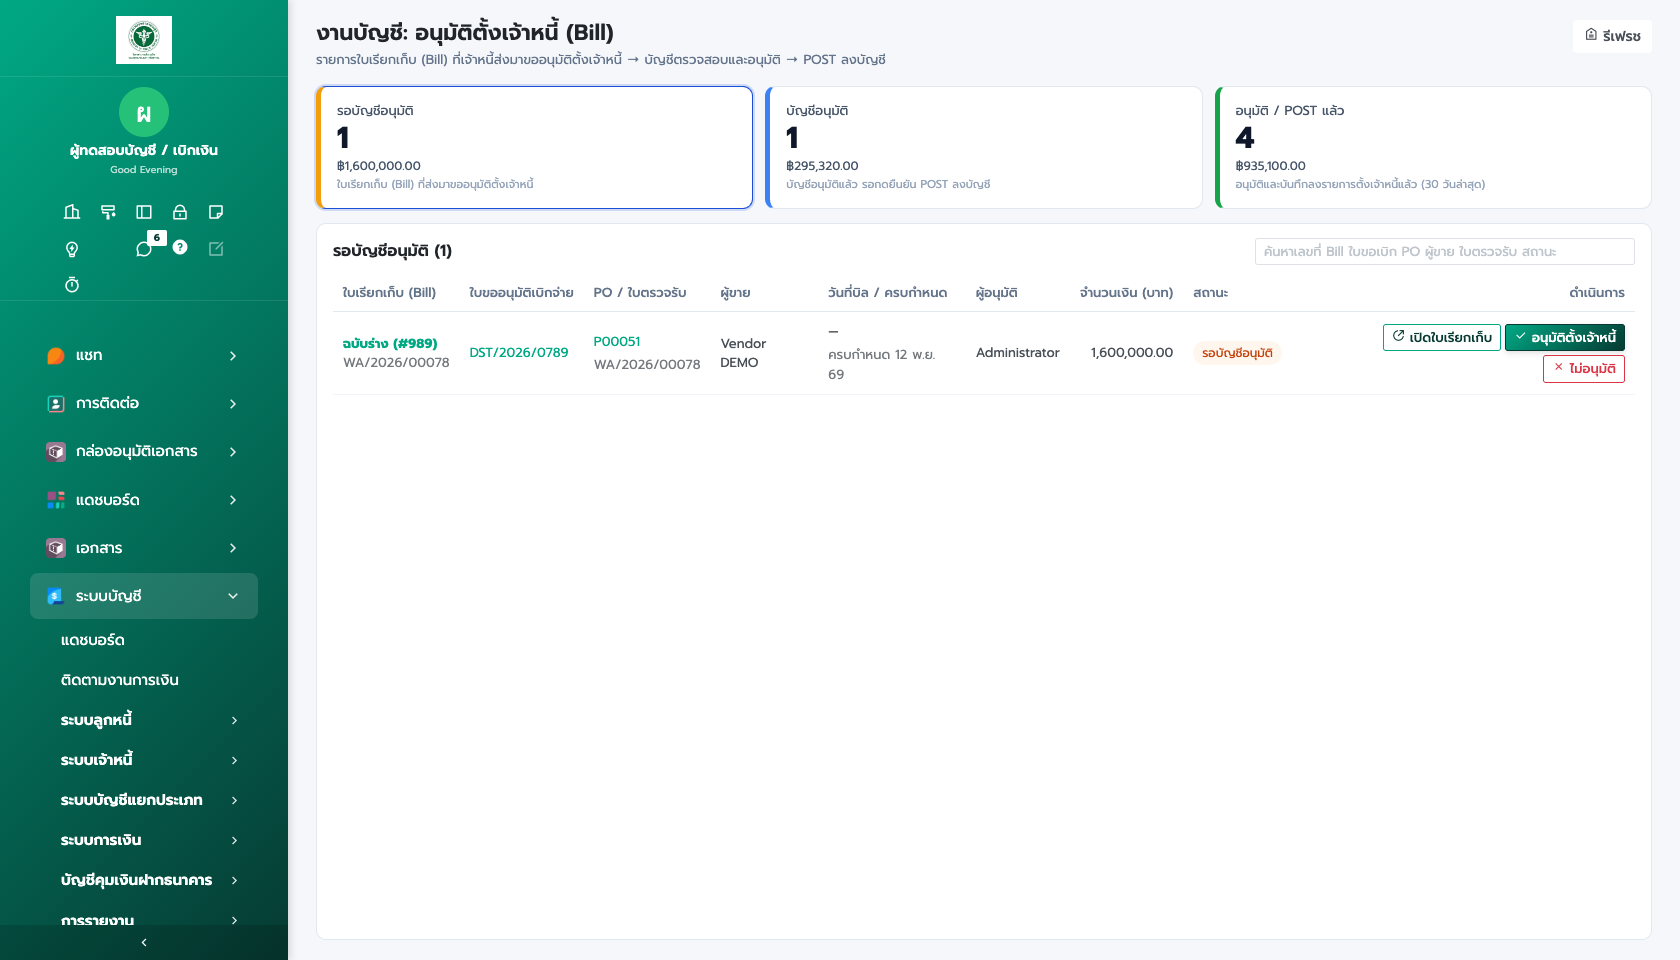 ผ
ผู้ทดสอบบัญชี / เบิกเงิน
Good Evening
6
?
แชท
การติดต่อ
กล่องอนุมัติเอกสาร
แดชบอร์ด
เอกสาร
ระบบบัญชี
แดชบอร์ด
ติดตามงานการเงิน
ระบบลูกหนี้
ระบบเจ้าหนี้
ระบบบัญชีแยกประเภท
ระบบการเงิน
บัญชีคุมเงินฝากธนาคาร
การรายงาน
งานบัญชี: อนุมัติตั้งเจ้าหนี้ (Bill)
รายการใบเรียกเก็บ (Bill) ที่เจ้าหนี้ส่งมาขออนุมัติตั้งเจ้าหนี้ → บัญชีตรวจสอบและอนุมัติ → POST ลงบัญชี
รีเฟรช
รอบัญชีอนุมัติ
1
฿1,600,000.00
ใบเรียกเก็บ (Bill) ที่ส่งมาขออนุมัติตั้งเจ้าหนี้
บัญชีอนุมัติ
1
฿295,320.00
บัญชีอนุมัติแล้ว รอกดยืนยัน POST ลงบัญชี
อนุมัติ / POST แล้ว
4
฿935,100.00
อนุมัติและบันทึกลงรายการตั้งเจ้าหนี้แล้ว (30 วันล่าสุด)
รอบัญชีอนุมัติ (1)
ค้นหาเลขที่ Bill ใบขอเบิก PO ผู้ขาย ใบตรวจรับ สถานะ
ใบเรียกเก็บ (Bill) ใบขออนุมัติเบิกจ่าย PO / ใบตรวจรับ ผู้ขาย วันที่บิล / ครบกำหนด ผู้อนุมัติ จำนวนเงิน (บาท) สถานะ ดำเนินการ
ฉบับร่าง (#989)
WA/2026/00078
DST/2026/0789
P00051
WA/2026/00078
Vendor
DEMO
—
ครบกำหนด 12 พ.ย.
69
Administrator
1,600,000.00
รอบัญชีอนุมัติ
เปิดใบเรียกเก็บ
อนุมัติตั้งเจ้าหนี้
ไม่อนุมัติ